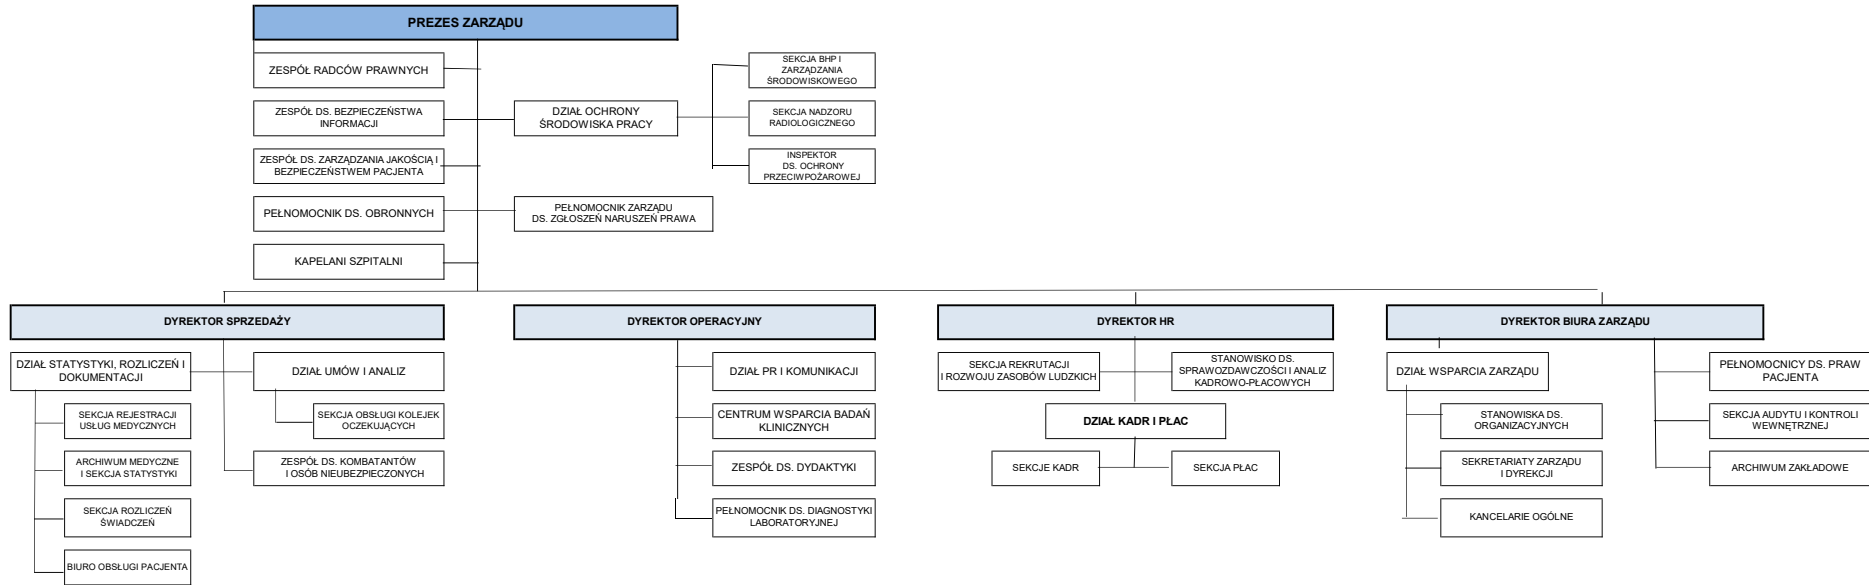 PREZES ZARZĄDU
ZESPÓŁ RADCÓW PRAWNYCH
SEKCJA BHP I
ZARZĄDZANIA
ŚRODOWISKOWEGO
ZESPÓŁ DS. BEZPIECZEŃSTWA
INFORMACJI
DZIAŁ OCHRONY
ŚRODOWISKA PRACY
SEKCJA NADZORU
RADIOLOGICZNEGO
ZESPÓŁ DS. ZARZĄDZANIA JAKOŚCIĄ I
BEZPIECZEŃSTWEM PACJENTA
INSPEKTOR
DS. OCHRONY
PRZECIWPOŻAROWEJ
PEŁNOMOCNIK DS. OBRONNYCH
PEŁNOMOCNIK ZARZĄDU
DS. ZGŁOSZEŃ NARUSZEŃ PRAWA
KAPELANI SZPITALNI
DYREKTOR SPRZEDAŻY
DYREKTOR OPERACYJNY
DYREKTOR HR
DYREKTOR BIURA ZARZĄDU
DZIAŁ STATYSTYKI, ROZLICZEŃ I
DOKUMENTACJI
DZIAŁ UMÓW I ANALIZ
DZIAŁ PR I KOMUNIKACJI
SEKCJA REKRUTACJI
I ROZWOJU ZASOBÓW LUDZKICH
STANOWISKO DS.
SPRAWOZDAWCZOŚCI I ANALIZ
KADROWO-PŁACOWYCH
DZIAŁ WSPARCIA ZARZĄDU
PEŁNOMOCNICY DS. PRAW
PACJENTA
SEKCJA REJESTRACJI
USŁUG MEDYCZNYCH
SEKCJA OBSŁUGI KOLEJEK
OCZEKUJĄCYCH
CENTRUM WSPARCIA BADAŃ
KLINICZNYCH
DZIAŁ KADR I PŁAC
STANOWISKA DS.
ORGANIZACYJNYCH
SEKCJA AUDYTU I KONTROLI
WEWNĘTRZNEJ
ARCHIWUM MEDYCZNE
I SEKCJA STATYSTYKI
ZESPÓŁ DS. KOMBATANTÓW
I OSÓB NIEUBEZPIECZONYCH
ZESPÓŁ DS. DYDAKTYKI
SEKCJE KADR
SEKCJA PŁAC
SEKRETARIATY ZARZĄDU
I DYREKCJI
ARCHIWUM ZAKŁADOWE
SEKCJA ROZLICZEŃ
ŚWIADCZEŃ
PEŁNOMOCNIK DS. DIAGNOSTYKI
LABORATORYJNEJ
KANCELARIE OGÓLNE
BIURO OBSŁUGI PACJENTA